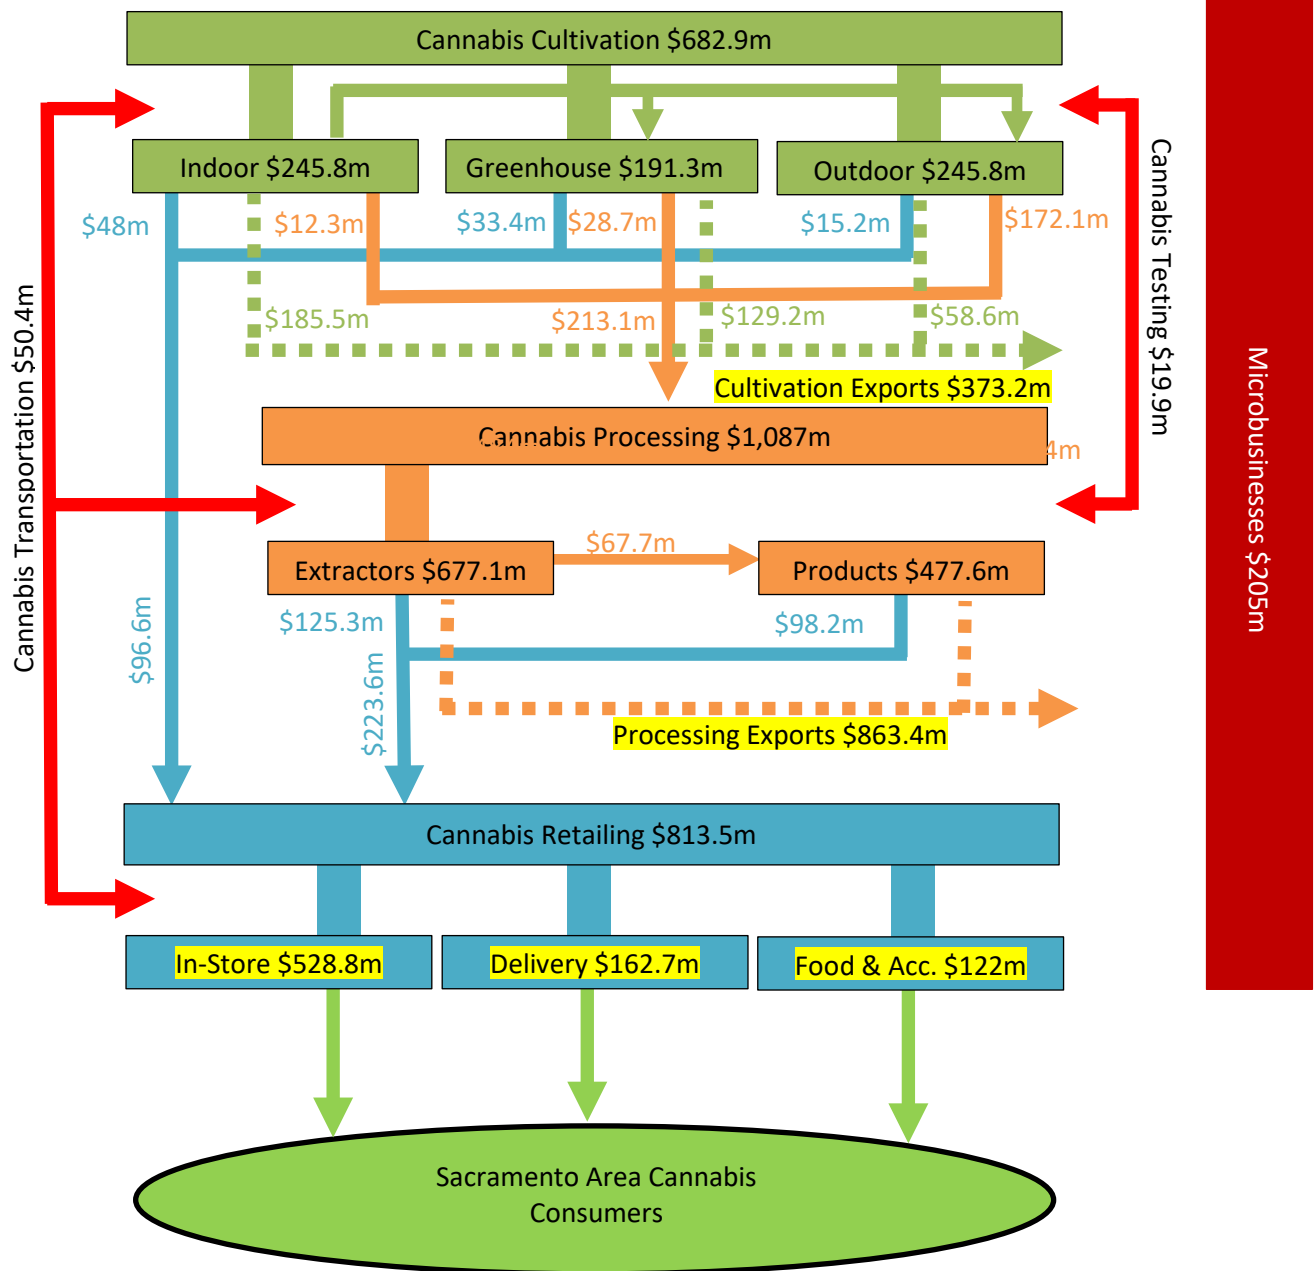 Cannabis Cultivation $682.9m
Indoor $245.8m
Greenhouse $191.3m
Outdoor $245.8m
$48m
$12.3m
$33.4m
$28.7m
$15.2m
$172.1m
$185.5m
$213.1m
$129.2m
$58.6m
Cultivation Exports $373.2m
Cannabis Transportation $50.4m
Cannabis Testing $19.9m
Microbusinesses $205m
Cannabis Processing $1,087m
4m
$67.7m
Extractors $677.1m
Products $477.6m
$125.3m
$98.2m
$96.6m
$223.6m
Processing Exports $863.4m
Cannabis Retailing $813.5m
In-Store $528.8m
Delivery $162.7m
Food & Acc. $122m
Sacramento Area Cannabis
Consumers